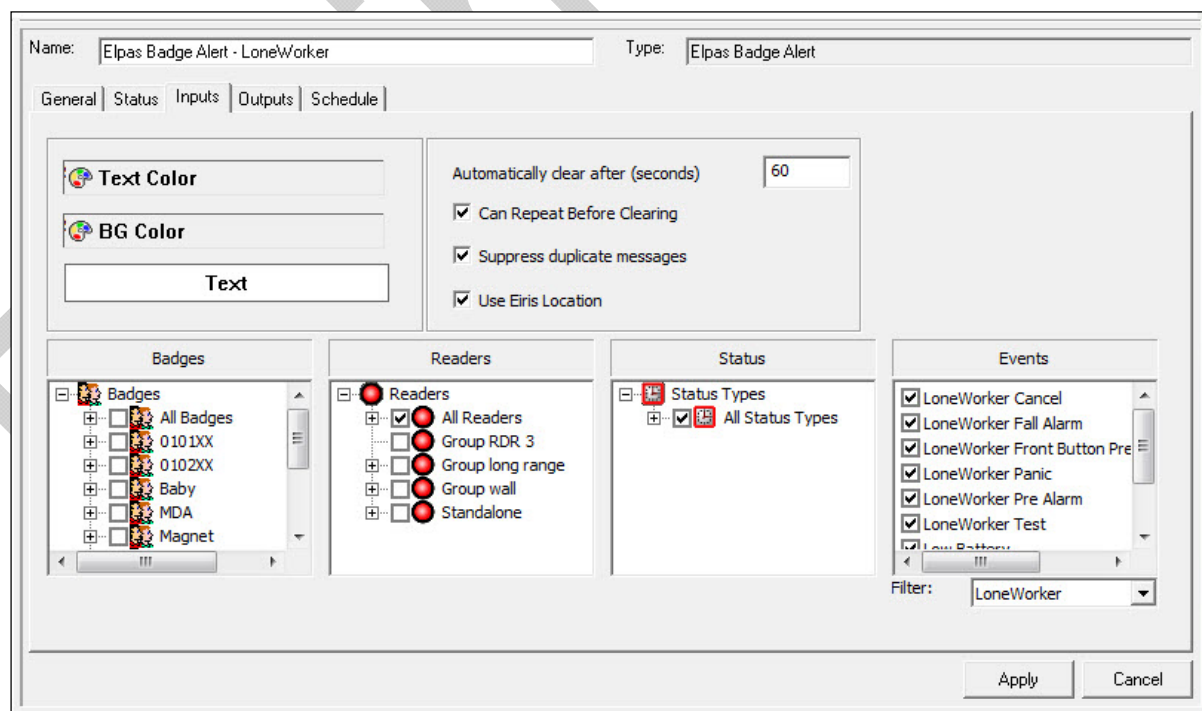 Name: Elpas Badge Alert - LoneWorker Type: Elpas Badge Alert
General Status Inputs Outputs Schedule
Text Color
BG Color
Text
Automatically clear after (seconds) 60
Can Repeat Before Clearing
Suppress duplicate messages
Use Eiris Location
Badges
Badges
All Badges
0101XX
0102XX
Baby
MDA
Magnet
Readers
Readers
All Readers
Group RDR 3
Group long range
Group wall
Standalone
Status
Status Types
All Status Types
Events
LoneWorker Cancel
LoneWorker Fall Alarm
LoneWorker Front Button Pre
LoneWorker Panic
LoneWorker Pre Alarm
LoneWorker Test
Low Battery
Filter: LoneWorker
Apply Cancel